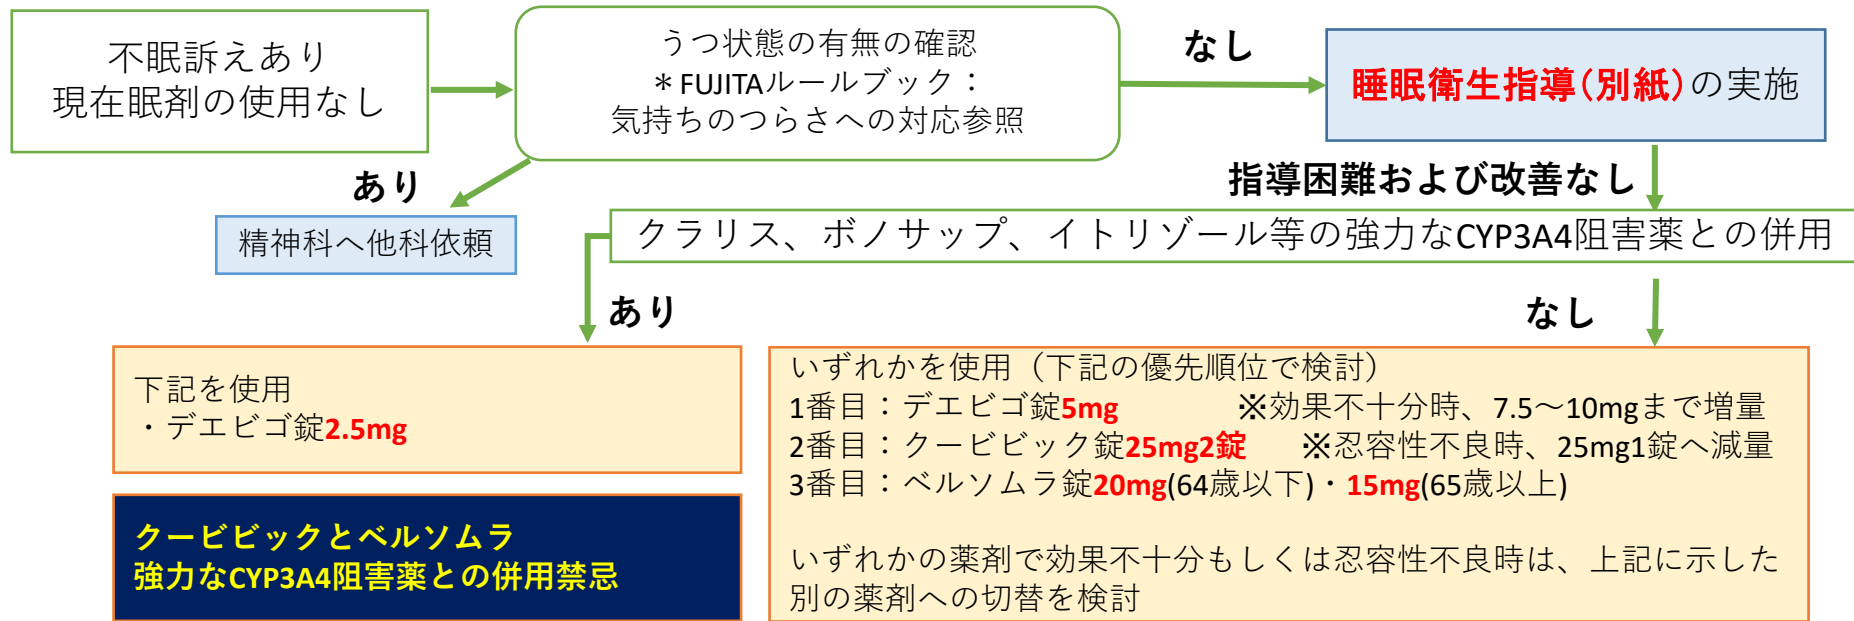 不眠訴えあり
現在眠剤の使用なし
うつ状態の有無の確認
＊FUJITAルールブック：
気持ちのつらさへの対応参照
なし
睡眠衛生指導(別紙)の実施
あり
精神科へ他科依頼
指導困難および改善なし
クラリス、ボノサップ、イトリゾール等の強力なCYP3A4阻害薬との併用
あり
なし
下記を使用
・デエビゴ錠2.5mg
クービビックとベルソムラ
強力なCYP3A4阻害薬との併用禁忌
いずれかを使用（下記の優先順位で検討）
1番目：デエビゴ錠5mg ※効果不十分時、7.5～10mgまで増量
2番目：クービビック錠25mg2錠 ※忍容性不良時、25mg1錠へ減量
3番目：ベルソムラ錠20mg(64歳以下)・15mg(65歳以上)
いずれかの薬剤で効果不十分もしくは忍容性不良時は、上記に示した
別の薬剤への切替を検討